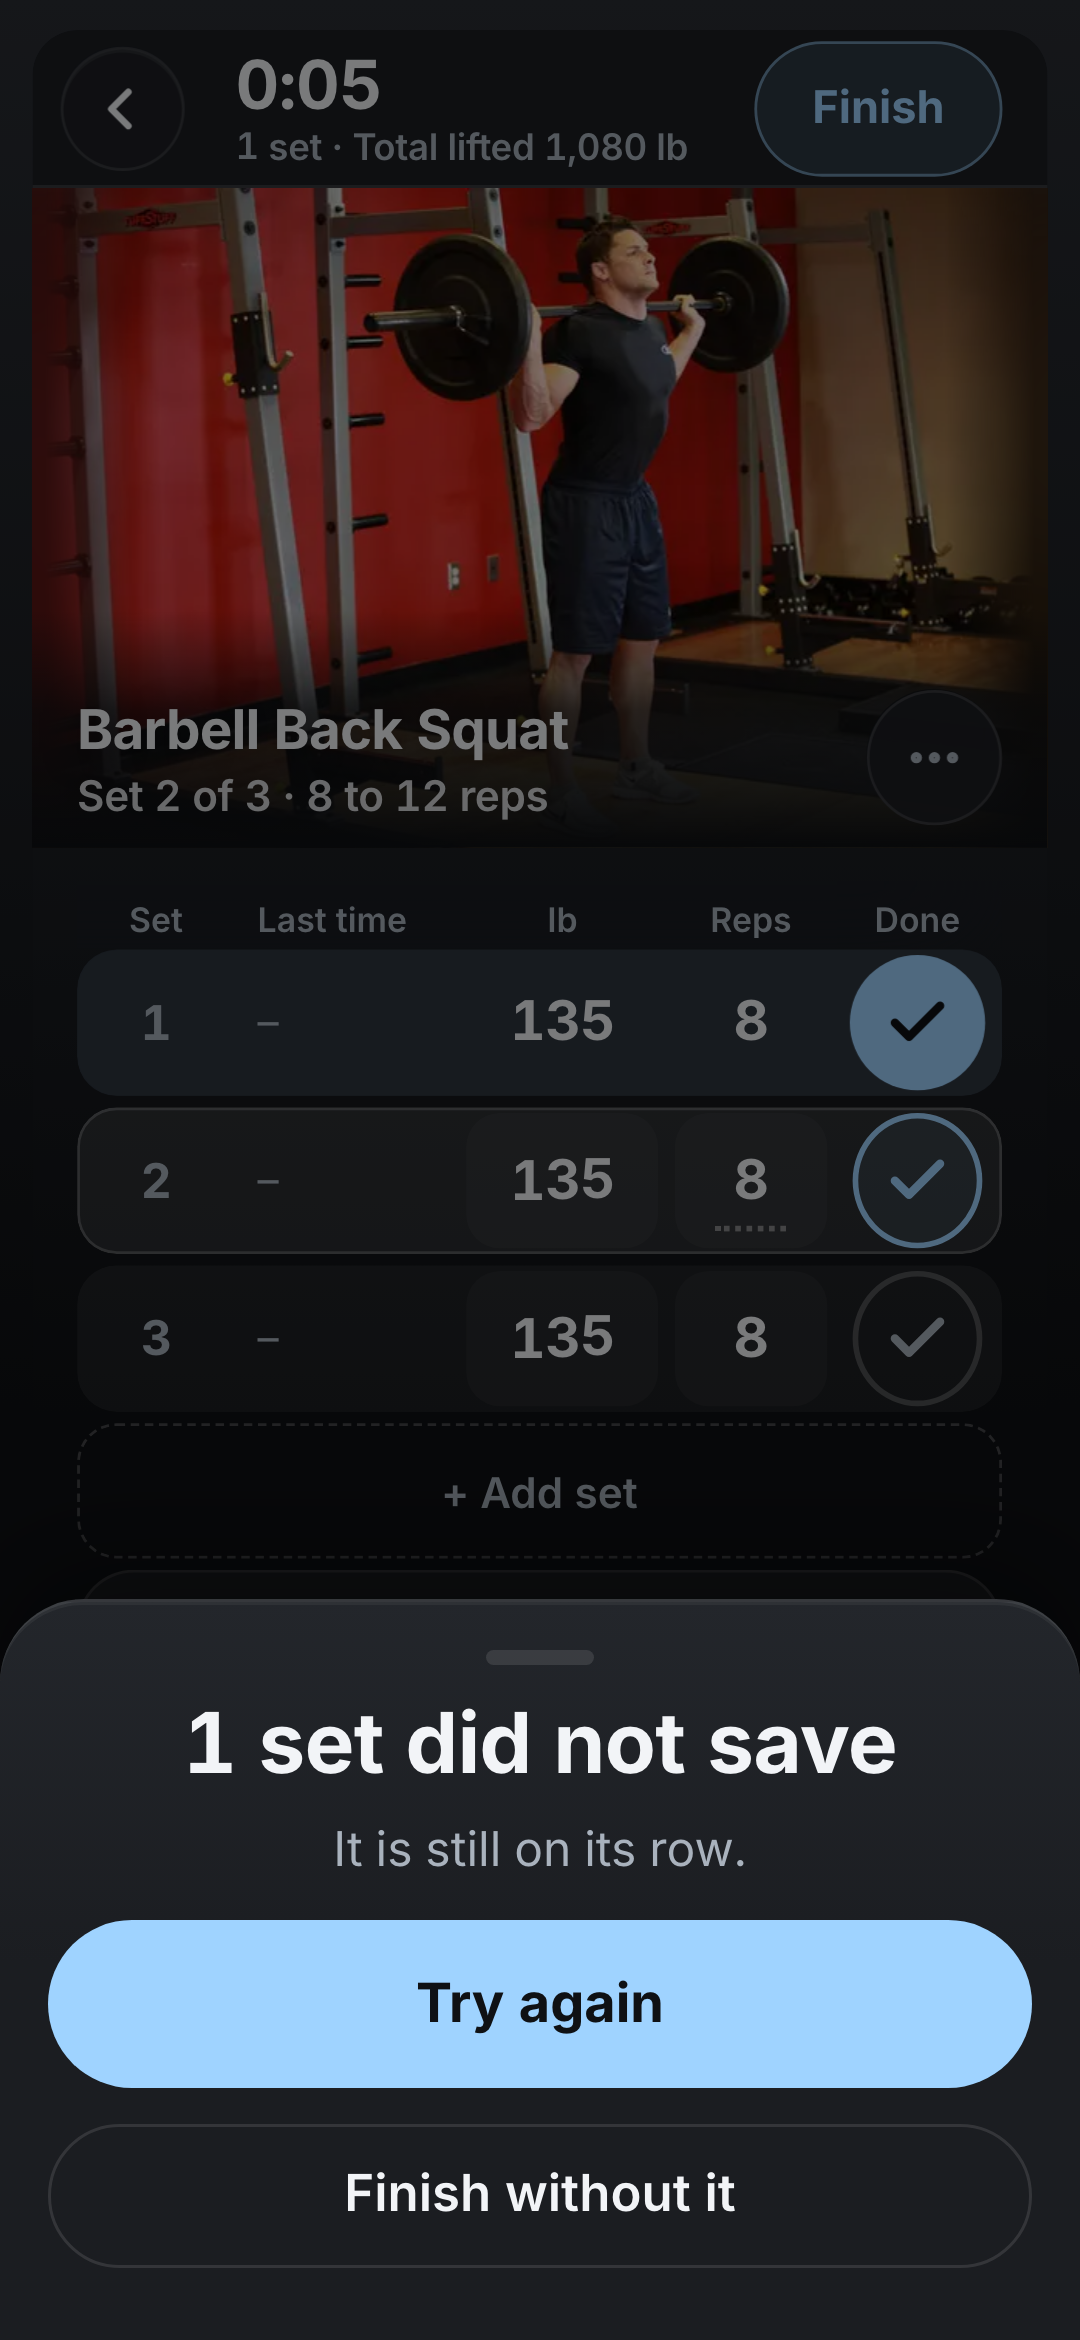 0:05
1 set · Total lifted 1,080 lb
Finish
Barbell Back Squat
Set 2 of 3 · 8 to 12 reps
Set Last time lb Reps Done
1 – 135 8
2 – 135 8
3 – 135 8
+ Add set
1 set did not save
It is still on its row.
Try again
Finish without it